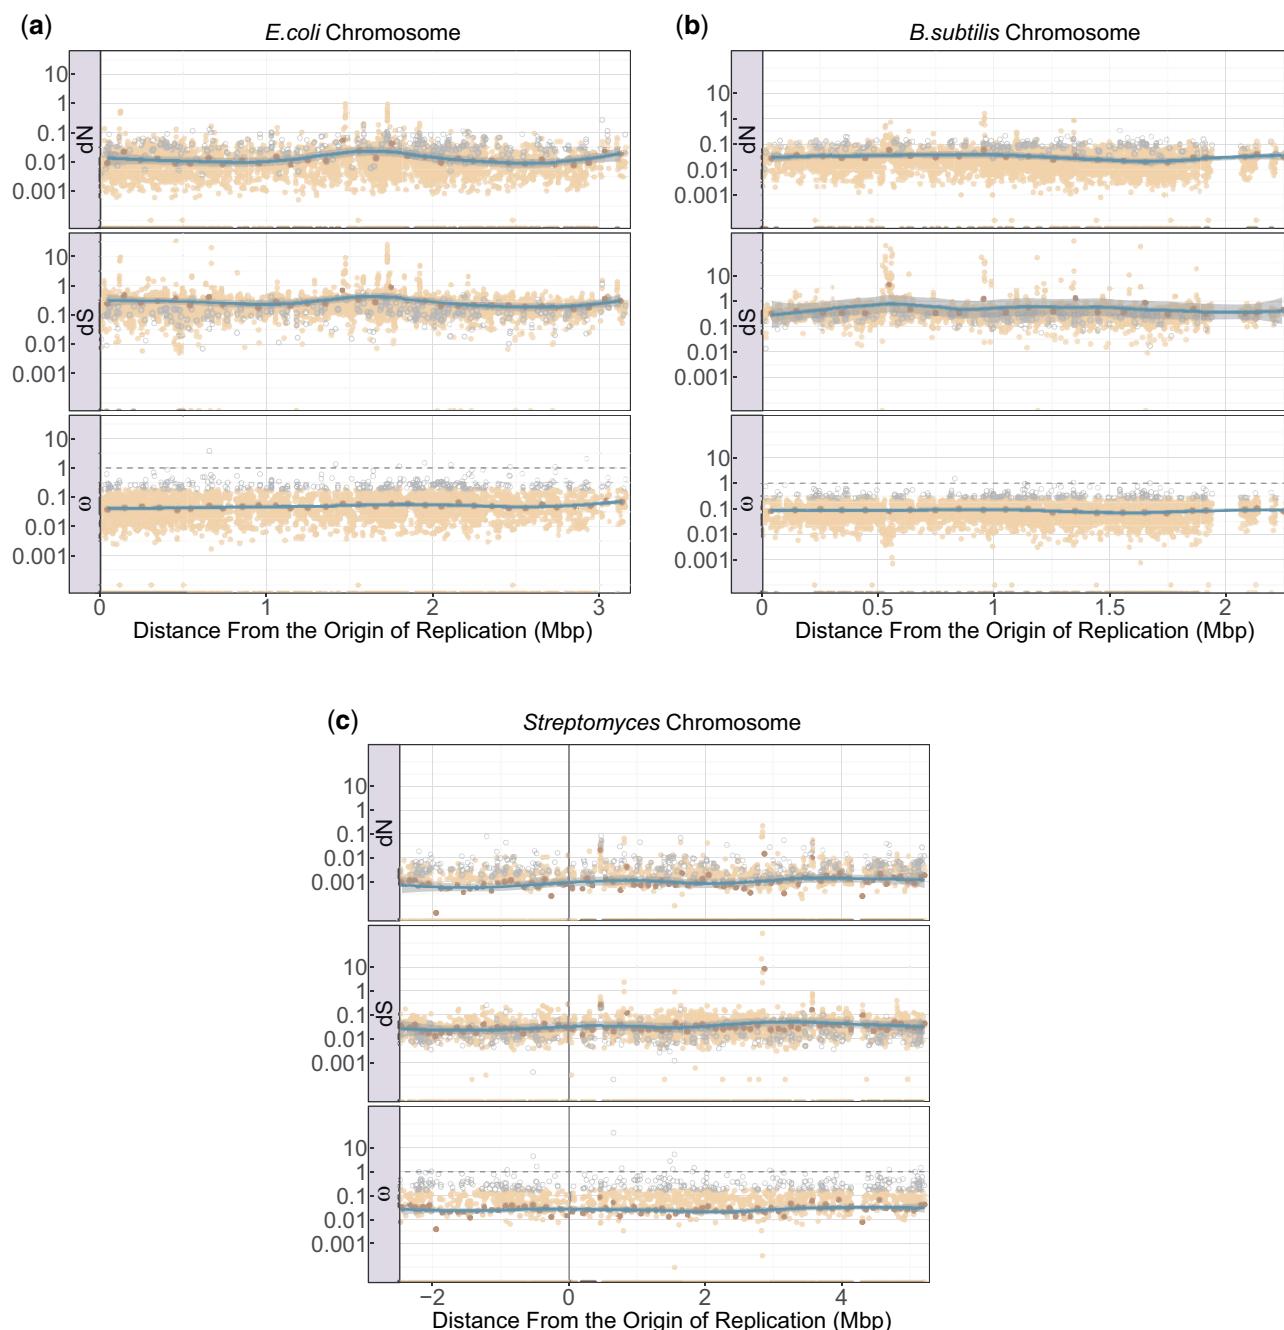 (a)
E.coli Chromosome
dN
10
1
0.1
0.01
0.001
dS
10
1
0.1
0.01
0.001
ω
10
1
0.1
0.01
0.001
0 1 2 3
Distance From the Origin of Replication (Mbp)
(b)
B.subtilis Chromosome
dN
10
1
0.1
0.01
0.001
dS
10
1
0.1
0.01
0.001
ω
10
1
0.1
0.01
0.001
0 0.5 1 1.5 2
Distance From the Origin of Replication (Mbp)
(c)
Streptomyces Chromosome
dN
10
1
0.1
0.01
0.001
dS
10
1
0.1
0.01
0.001
ω
10
1
0.1
0.01
0.001
−2 0 2 4
Distance From the Origin of Replication (Mbp)